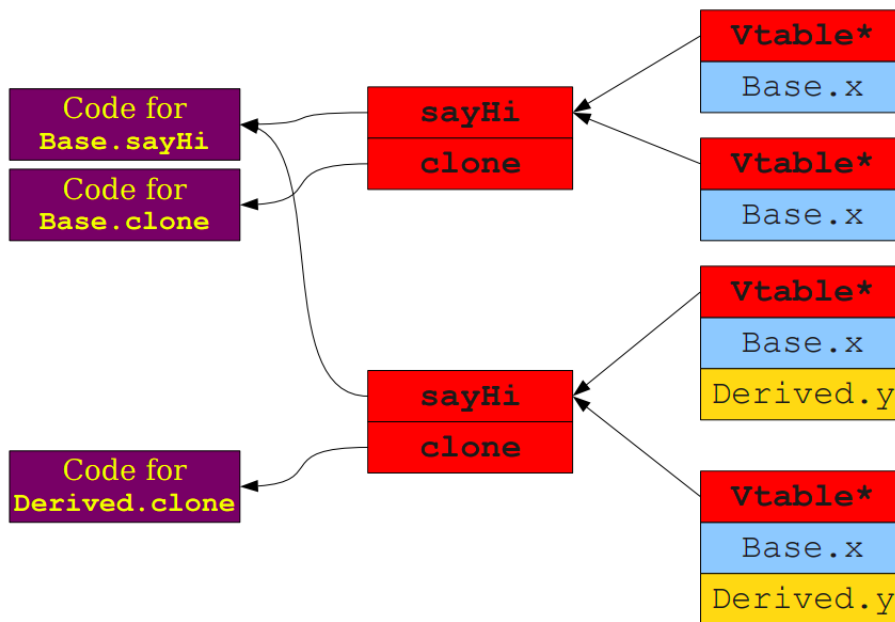 Code for
Base.sayHi
Code for
Base.clone
Code for
Derived.clone
sayHi
clone
sayHi
clone
Vtable*
Base.x
Vtable*
Base.x
Vtable*
Base.x
Derived.y
Vtable*
Base.x
Derived.y